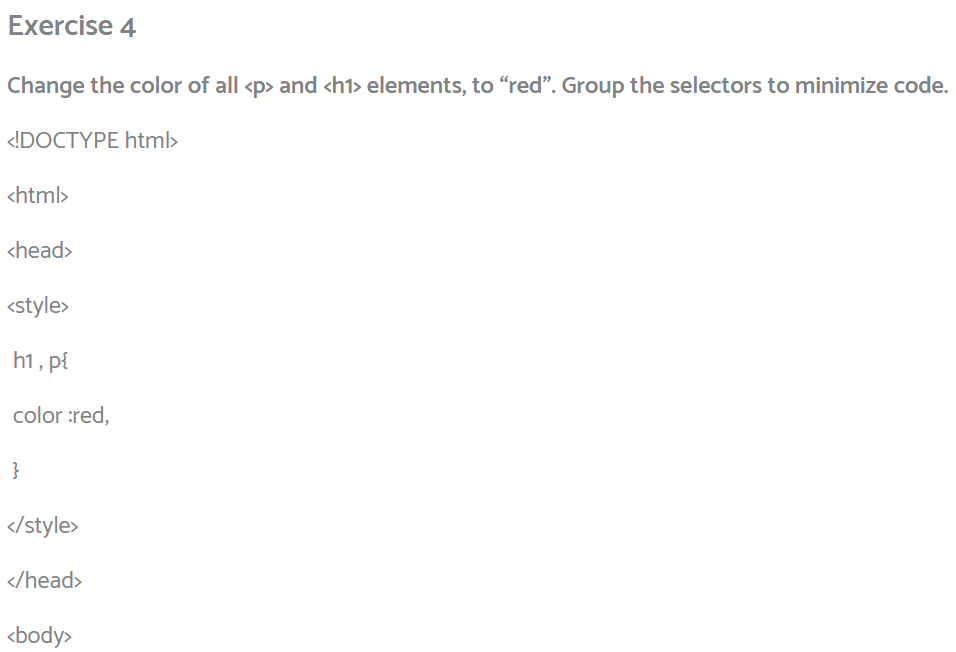 Exercise 4
Change the color of all <p> and <h1> elements, to “red”. Group the selectors to minimize code.
<!DOCTYPE html>
<html>
<head>
<style>
h1 , p{
color :red,
}
</style>
</head>
<body>